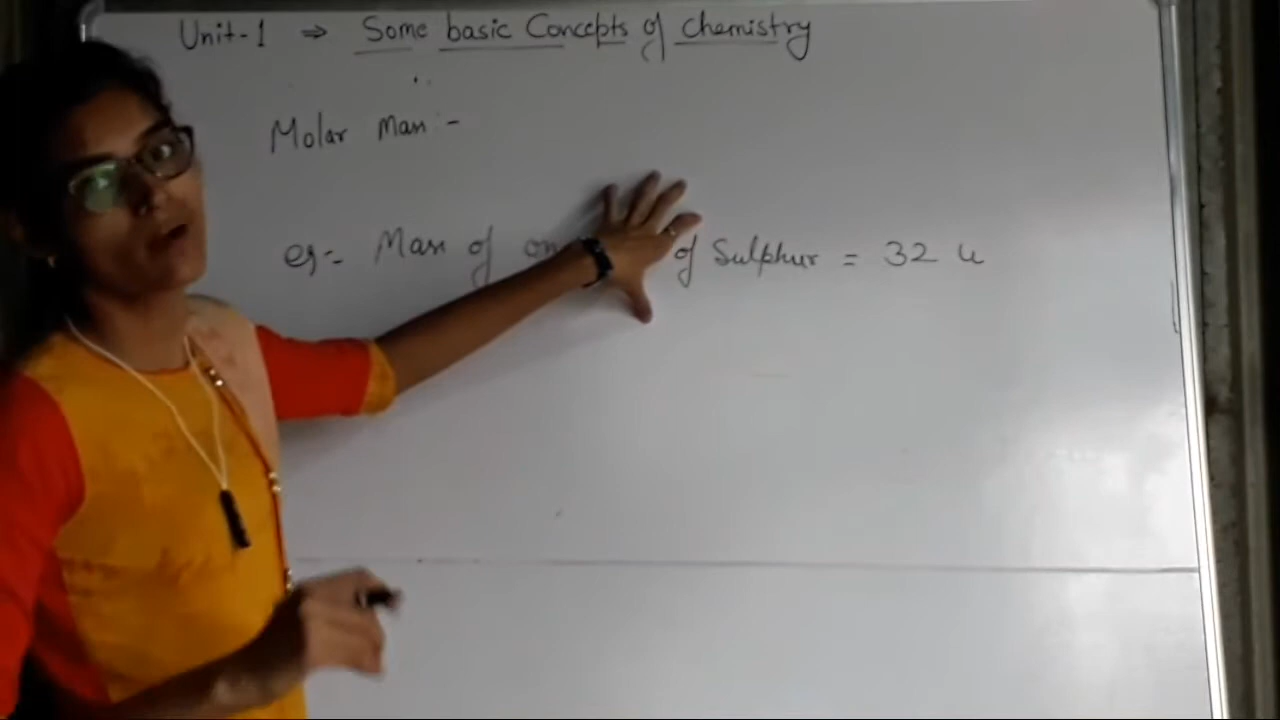 Unit-1 ⇒ Some basic Concepts of Chemistry
Molar Mass :-
eg:- Mass of of Sulphur = 32 u